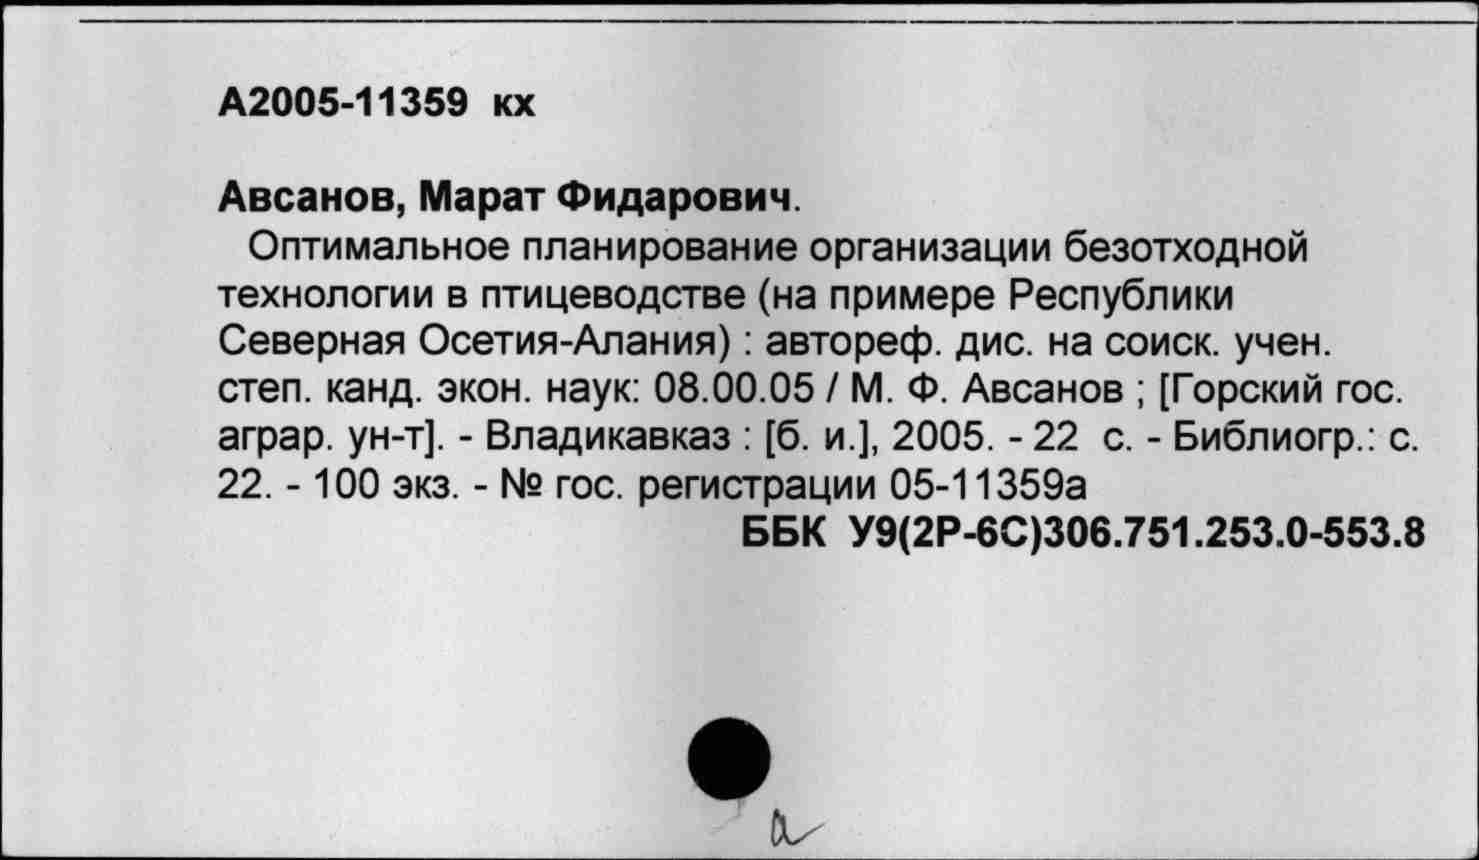 А2005-11359 кх
Авсанов, Марат Фидарович.
Оптимальное планирование организации безотходной
технологии в птицеводстве (на примере Республики
Северная Осетия-Алания) : автореф. дис. на соиск. учен.
степ. канд. экон. наук: 08.00.05 / М. Ф. Авсанов ; [Горский гос.
аграр. ун-т]. - Владикавказ : [б. и.], 2005. - 22 с. - Библиогр.: с.
22. - 100 экз. - № гос. регистрации 05-11359а
ББК У9(2Р-6С)306.751.253.0-553.8
а